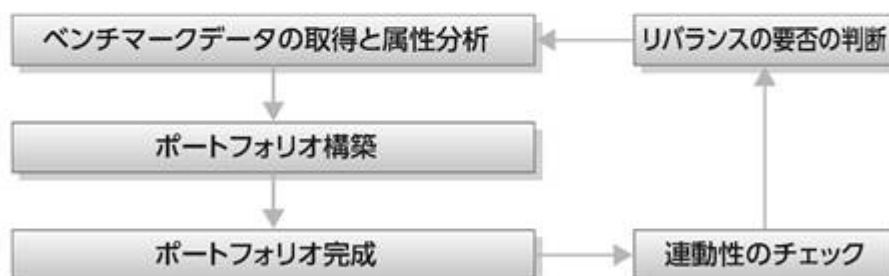 ベンチマークデータの取得と属性分析
リバランスの要否の判断
ポートフォリオ構築
ポートフォリオ完成
連動性のチェック